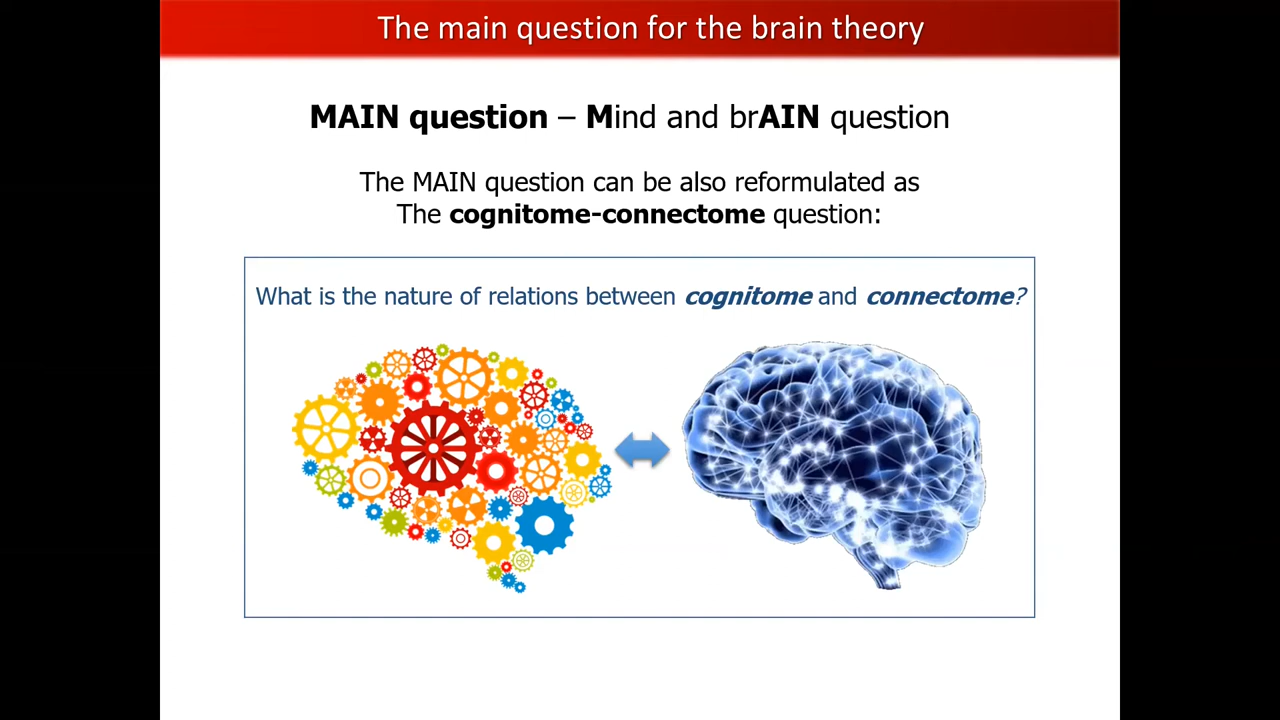 The main question for the brain theory
MAIN question – Mind and brAIN question
The MAIN question can be also reformulated as
The cognitome-connectome question:
What is the nature of relations between cognitome and connectome?